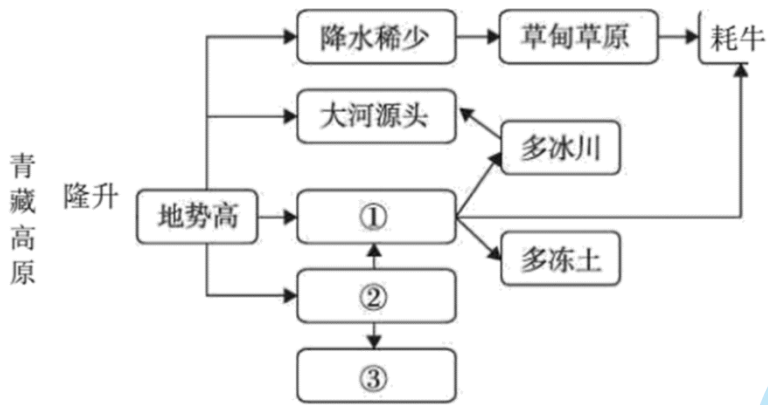 降水稀少
草甸草原
耗牛
大河源头
多冰川
青藏高原
隆升
地势高
①
多冻土
②
③